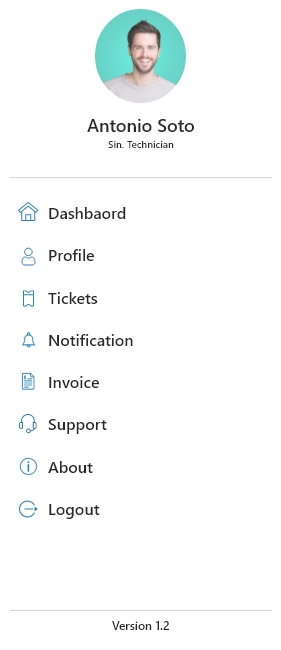 Antonio Soto
Sin. Technician
Dashbaord
Profile
Tickets
Notification
Invoice
Support
About
Logout
Version 1.2